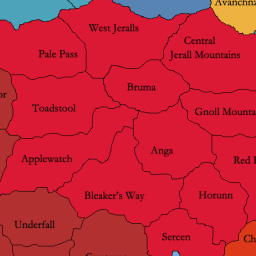 Avanchnz
West Jeralls
Central
Jerall Mountains
Pale Pass
Bruma
Toadstool
Gnoll Mounta
or
Anga
Applewatch
Red
Bleaker's Way
Horunn
Underfall
Sercen
Ch